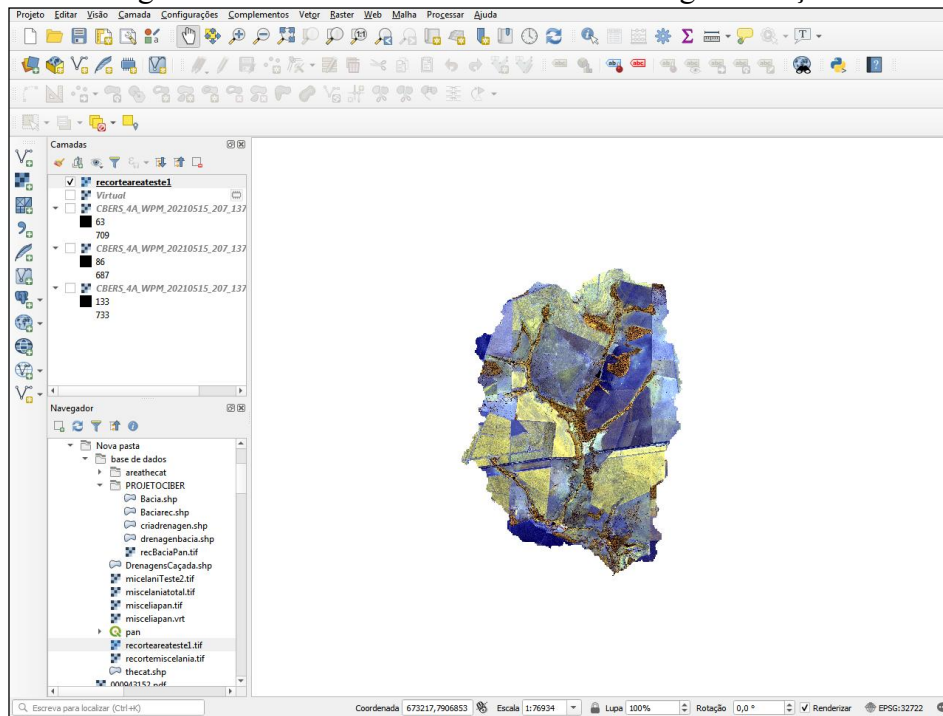 Projeto Editar Visão Camada Configurações Complementos Vetor Raster Web Malha Processar Ajuda
Camadas
recorteareateste1
Virtual
CBERS_4A_WPM_20210515_207_137
63
709
CBERS_4A_WPM_20210515_207_137
86
687
CBERS_4A_WPM_20210515_207_137
133
733
Navegador
Nova pasta
base de dados
areathecat
PROJETOCIBER
Bacia.shp
Baciarec.shp
criadrenagen.shp
drenagenbacia.shp
recBaciaPan.tif
DrenagensCaçada.shp
micelaniTeste2.tif
miscelaniatotal.tif
misceliapan.tif
misceliapan.vrt
pan
recorteareateste1.tif
recortemiscelania.tif
thecat.shp
000943152.pdf
Escreva para localizar (Ctrl+K) Coordenada 673217,7906853 Escala 1:76934 Lupa 100% Rotação 0,0 ° Renderizar EPSG:32722